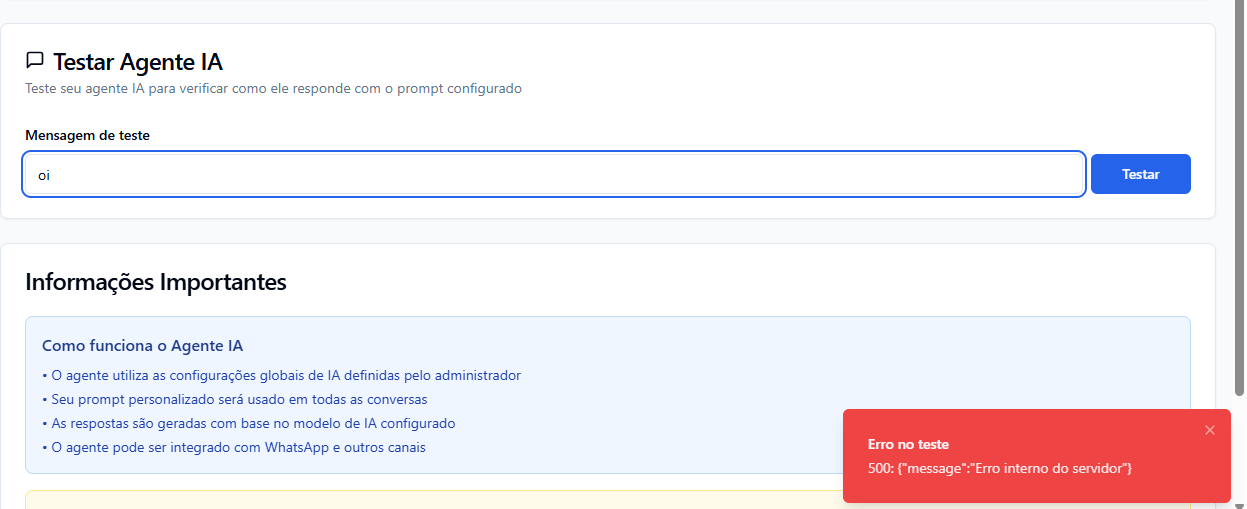 Testar Agente IA
Teste seu agente IA para verificar como ele responde com o prompt configurado
Mensagem de teste
oi
Testar
Informações Importantes
Como funciona o Agente IA
• O agente utiliza as configurações globais de IA definidas pelo administrador
• Seu prompt personalizado será usado em todas as conversas
• As respostas são geradas com base no modelo de IA configurado
• O agente pode ser integrado com WhatsApp e outros canais
Erro no teste
500: {"message":"Erro interno do servidor"}